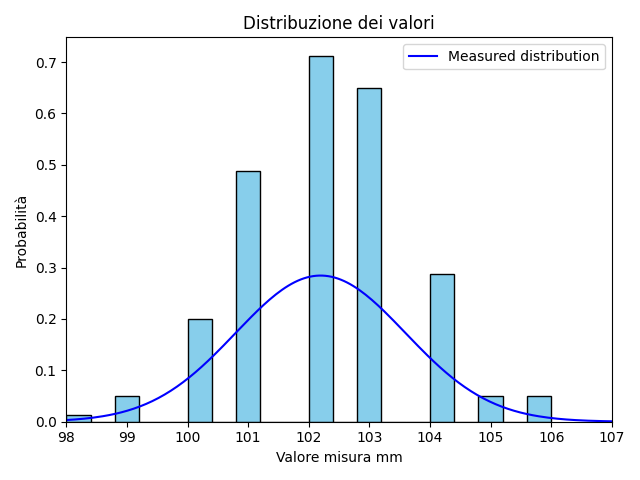 Distribuzione dei valori
Measured distribution
Probabilità
0.7
0.6
0.5
0.4
0.3
0.2
0.1
0.0
98 99 100 101 102 103 104 105 106 107
Valore misura mm